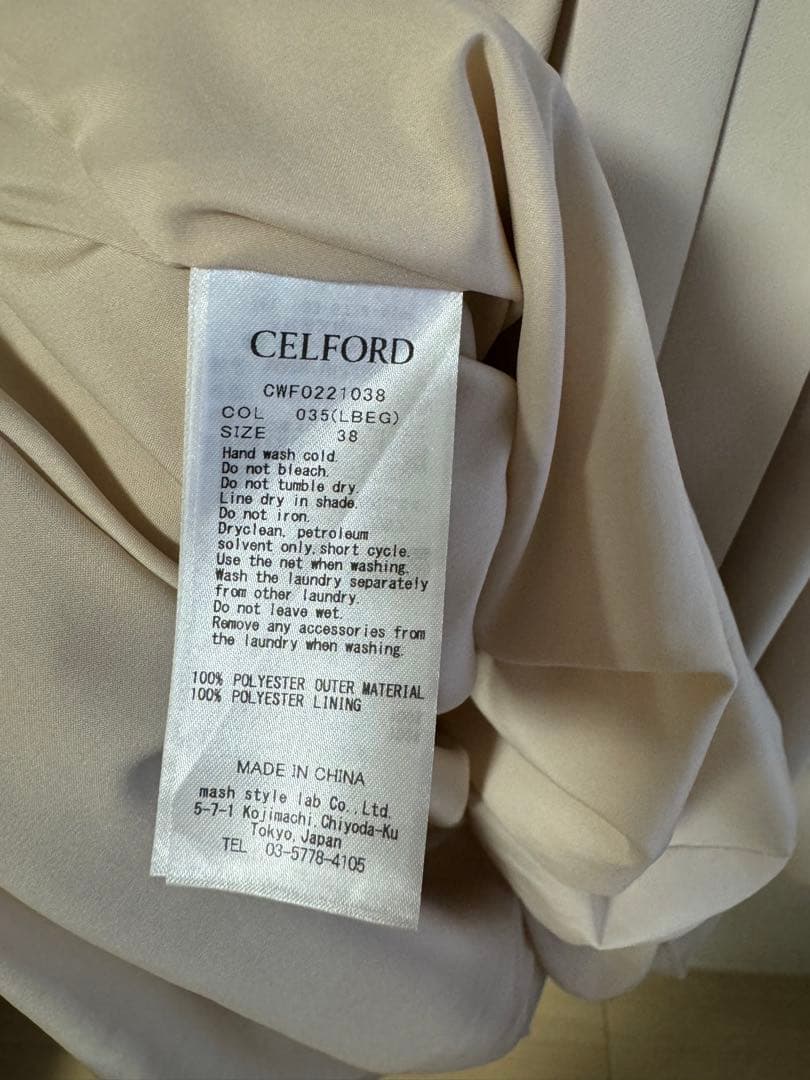 CELFORD
CWF0221038
COL 035(LBEG)
SIZE 38
Hand wash cold.
Do not bleach.
Do not tumble dry.
Line dry in shade.
Do not iron.
Dryclean, petroleum
solvent only, short cycle.
Use the net when washing.
Wash the laundry separately
from other laundry.
Do not leave wet.
Remove any accessories from
the laundry when washing.
100% POLYESTER OUTER MATERIAL
100% POLYESTER LINING
MADE IN CHINA
mash style lab Co.,Ltd.
5-7-1 Kojimachi,Chiyoda-Ku
Tokyo,Japan
TEL 03-5778-4105